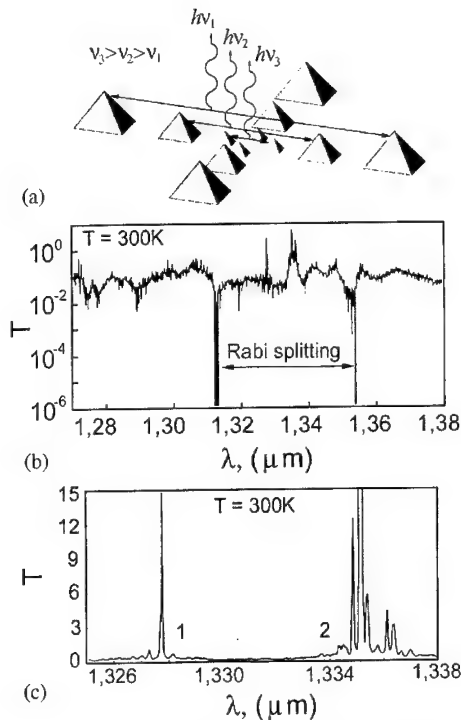 hν1
hν2
hν3
ν3>ν2>ν1
(a)
T = 300K
10^0
10^-2
10^-4
10^-6
T
Rabi splitting
1,28 1,30 1,32 1,34 1,36 1,38
λ, (μm)
(b)
15
12
9
6
3
0
T
T = 300K
1 2
1,326 1,330 1,334 1,338
λ, (μm)
(c)